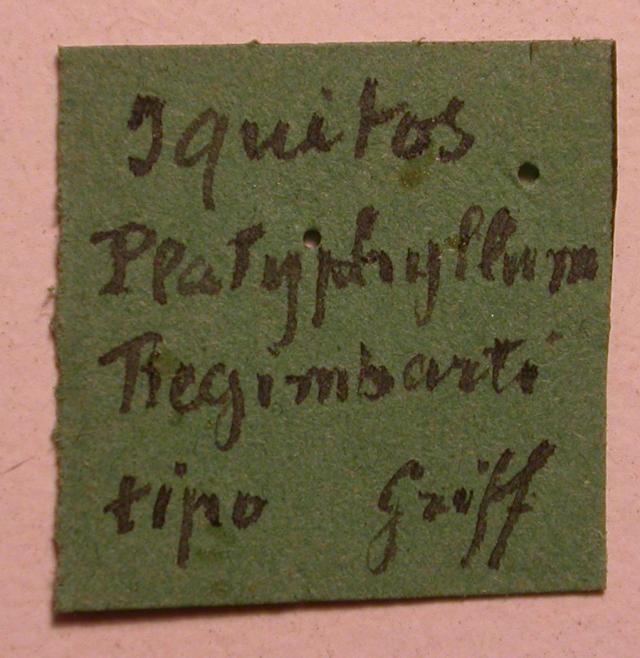 Iquitos
Platyphyllum
Regimbarti
tipo Griff